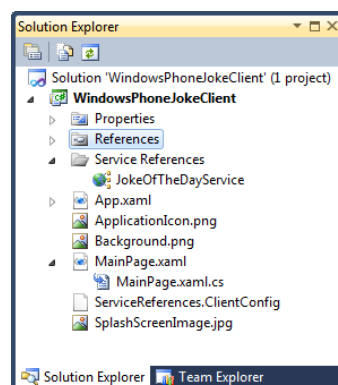 Solution Explorer
Solution 'WindowsPhoneJokeClient' (1 project)
WindowsPhoneJokeClient
Properties
References
Service References
JokeOfTheDayService
App.xaml
ApplicationIcon.png
Background.png
MainPage.xaml
MainPage.xaml.cs
ServiceReferences.ClientConfig
SplashScreenImage.jpg
Solution Explorer Team Explorer